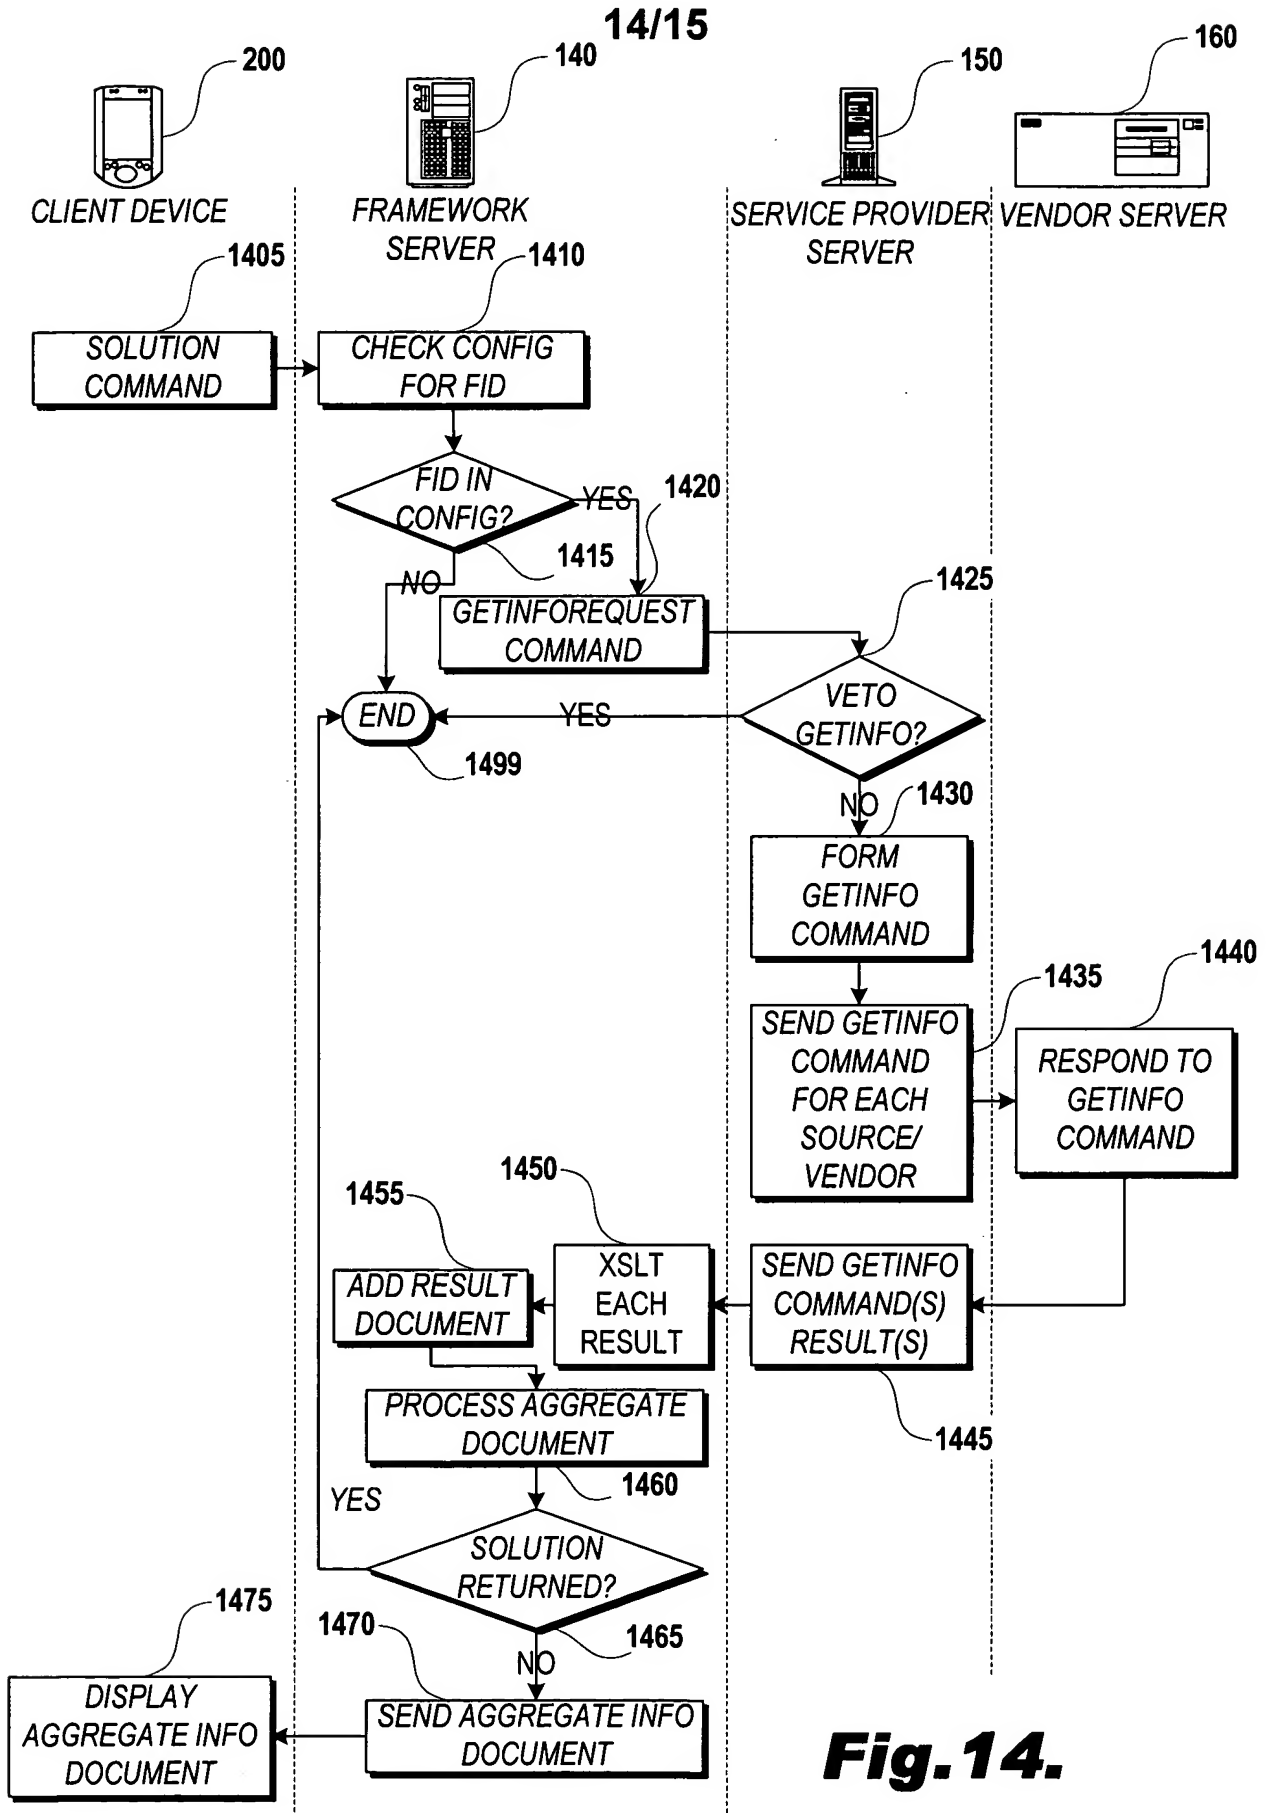 14/15
200
140
150
160
CLIENT DEVICE
FRAMEWORK
SERVER
SERVICE PROVIDER
SERVER
VENDOR SERVER
1405
1410
SOLUTION
COMMAND
CHECK CONFIG
FOR FID
FID IN
CONFIG?
YES
1420
1415
NO
GETINFOREQUEST
COMMAND
1425
VETO
GETINFO?
YES
END
1499
NO
1430
FORM
GETINFO
COMMAND
1435
1440
SEND GETINFO
COMMAND
FOR EACH
SOURCE/
VENDOR
RESPOND TO
GETINFO
COMMAND
1450
1455
ADD RESULT
DOCUMENT
XSLT
EACH
RESULT
SEND GETINFO
COMMAND(S)
RESULT(S)
1445
PROCESS AGGREGATE
DOCUMENT
1460
YES
SOLUTION
RETURNED?
1465
NO
1470
1475
SEND AGGREGATE INFO
DOCUMENT
DISPLAY
AGGREGATE INFO
DOCUMENT
Fig.14.